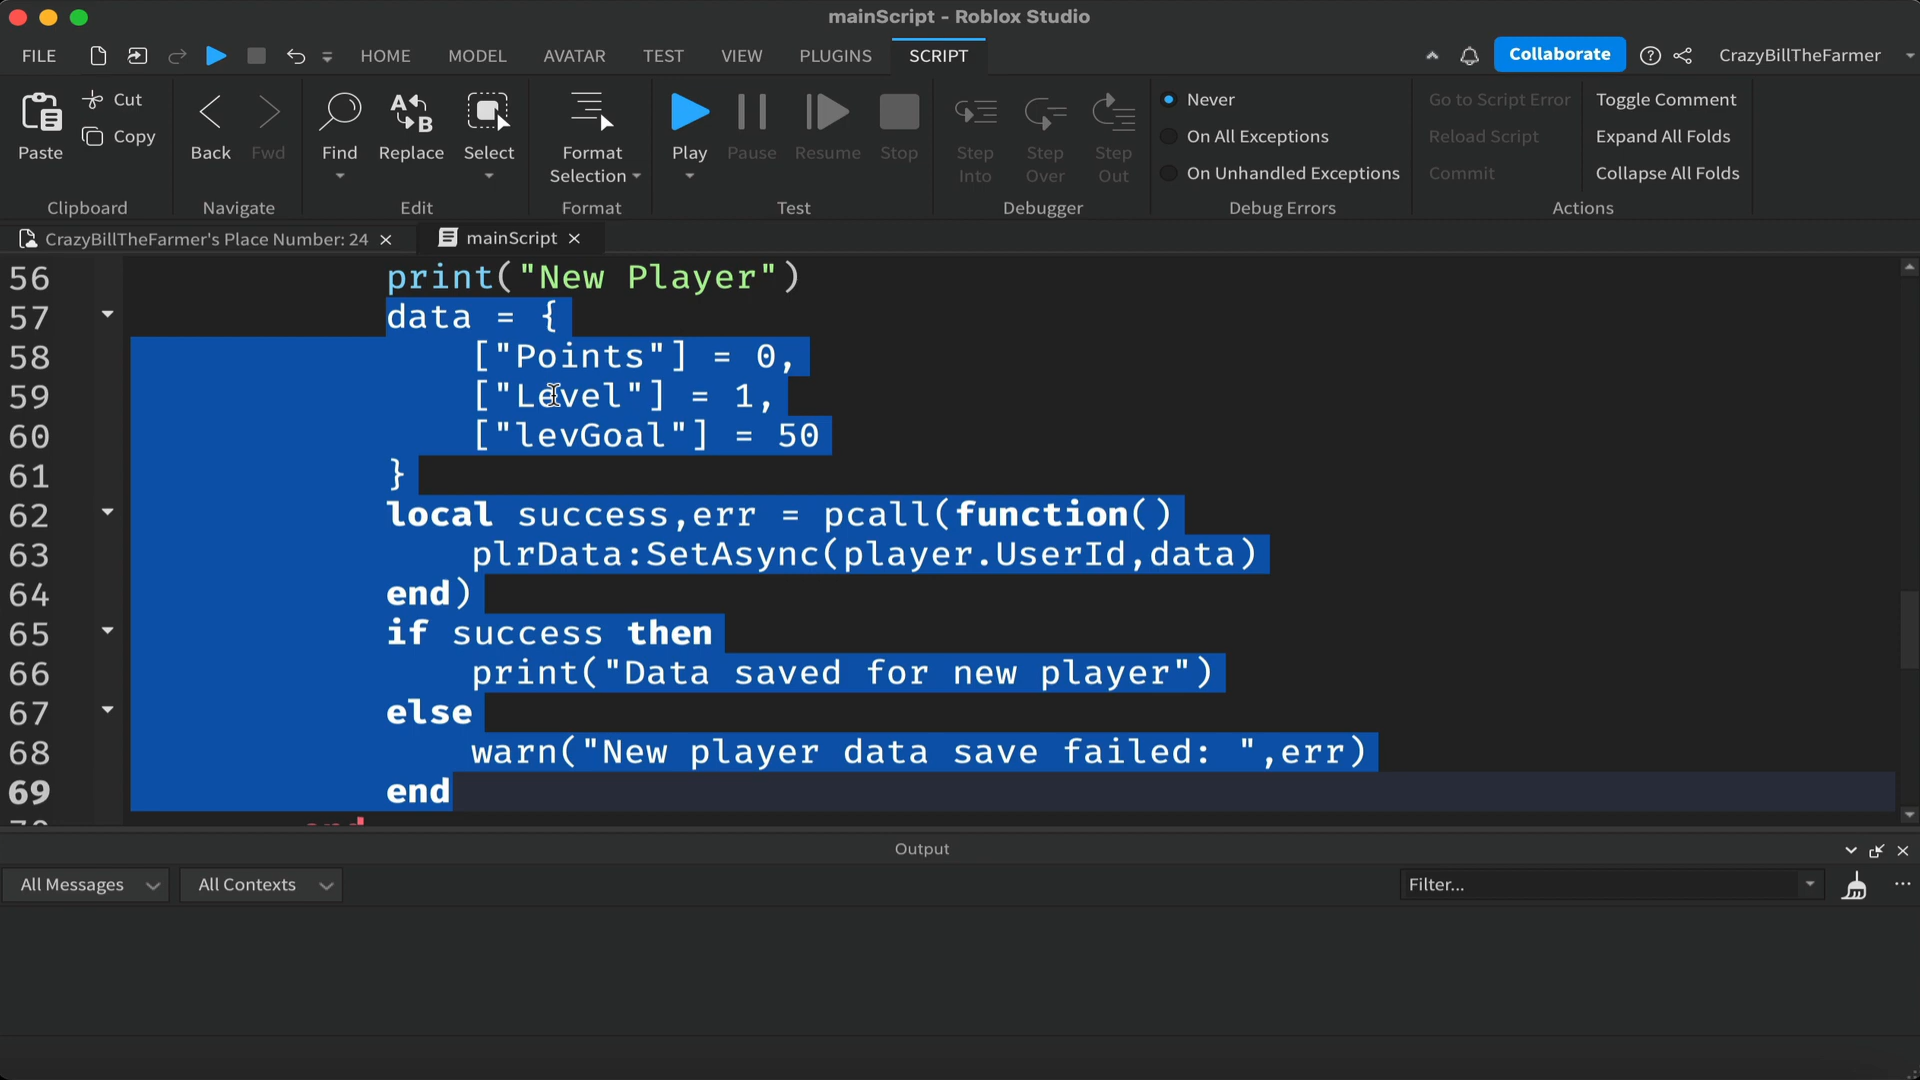 mainScript - Roblox Studio
FILE HOME MODEL AVATAR TEST VIEW PLUGINS SCRIPT Collaborate CrazyBillTheFarmer
Paste Cut Copy
Clipboard
Back Fwd
Navigate
Find Replace Select
Edit
Format Selection
Format
Play Pause Resume Stop
Test
Step Into Step Over Step Out
Debugger
Never
On All Exceptions
On Unhandled Exceptions
Debug Errors
Go to Script Error Toggle Comment
Reload Script Expand All Folds
Commit Collapse All Folds
Actions
CrazyBillTheFarmer's Place Number: 24 mainScript
56 print("New Player")
57 data = {
58 ["Points"] = 0,
59 ["Level"] = 1,
60 ["levGoal"] = 50
61 }
62 local success,err = pcall(function()
63 plrData:SetAsync(player.UserId,data)
64 end)
65 if success then
66 print("Data saved for new player")
67 else
68 warn("New player data save failed: ",err)
69 end
Output
All Messages All Contexts Filter...